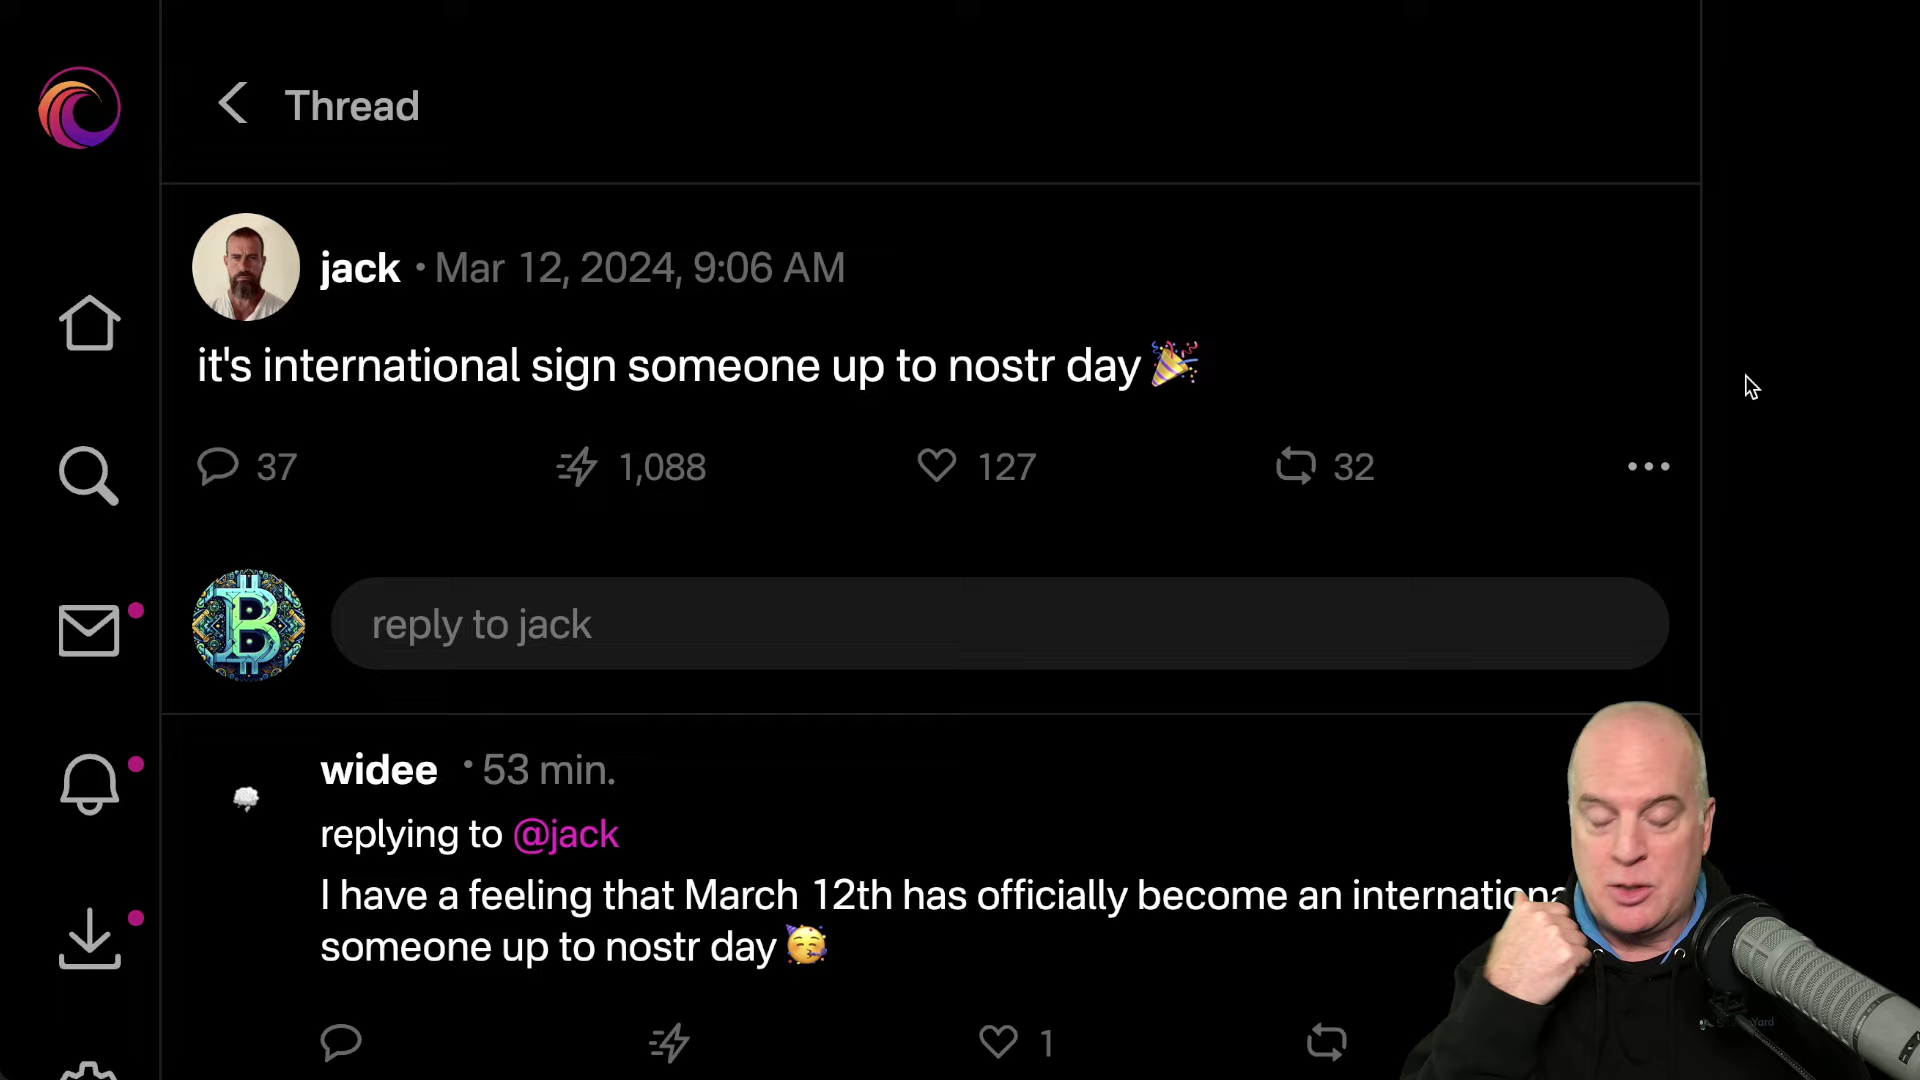 Thread
jack • Mar 12, 2024, 9:06 AM
it's international sign someone up to nostr day 🎉
37 1,088 127 32
reply to jack
widee • 53 min.
replying to @jack
I have a feeling that March 12th has officially become an
someone up to nostr day 🥳
1
Yard